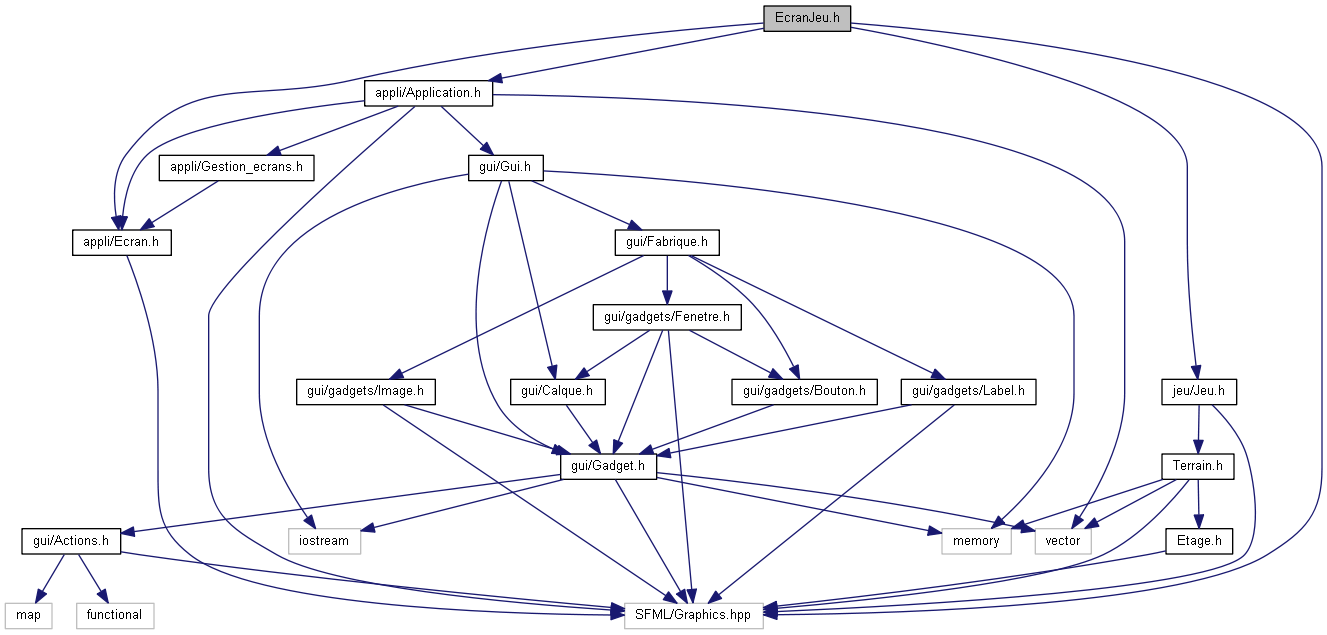 EcranJeu.h
appli/Application.h
appli/Gestion_ecrans.h
gui/Gui.h
appli/Ecran.h
gui/Fabrique.h
gui/gadgets/Fenetre.h
gui/gadgets/Image.h
gui/Calque.h
gui/gadgets/Bouton.h
gui/gadgets/Label.h
jeu/Jeu.h
gui/Gadget.h
Terrain.h
gui/Actions.h
iostream
memory
vector
Etage.h
map
functional
SFML/Graphics.hpp